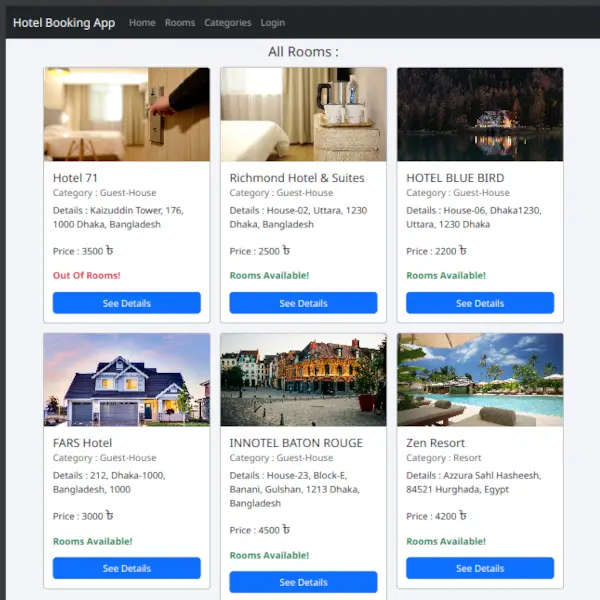 Hotel Booking App Home Rooms Categories Login
All Rooms :
Hotel 71
Category : Guest-House
Details : Kaizuddin Tower, 176,
1000 Dhaka, Bangladesh
Price : 3500 ৳
Out Of Rooms!
See Details
Richmond Hotel & Suites
Category : Guest-House
Details : House-02, Uttara, 1230
Dhaka, Bangladesh
Price : 2500 ৳
Rooms Available!
See Details
HOTEL BLUE BIRD
Category : Guest-House
Details : House-06, Dhaka1230,
Uttara, 1230 Dhaka
Price : 2200 ৳
Rooms Available!
See Details
FARS Hotel
Category : Guest-House
Details : 212, Dhaka-1000,
Bangladesh, 1000
Price : 3000 ৳
Rooms Available!
See Details
INNOTEL BATON ROUGE
Category : Guest-House
Details : House-23, Block-E,
Banani, Gulshan, 1213 Dhaka,
Bangladesh
Price : 4500 ৳
Rooms Available!
See Details
Zen Resort
Category : Resort
Details : Azzura Sahl Hasheesh,
84521 Hurghada, Egypt
Price : 4200 ৳
Rooms Available!
See Details